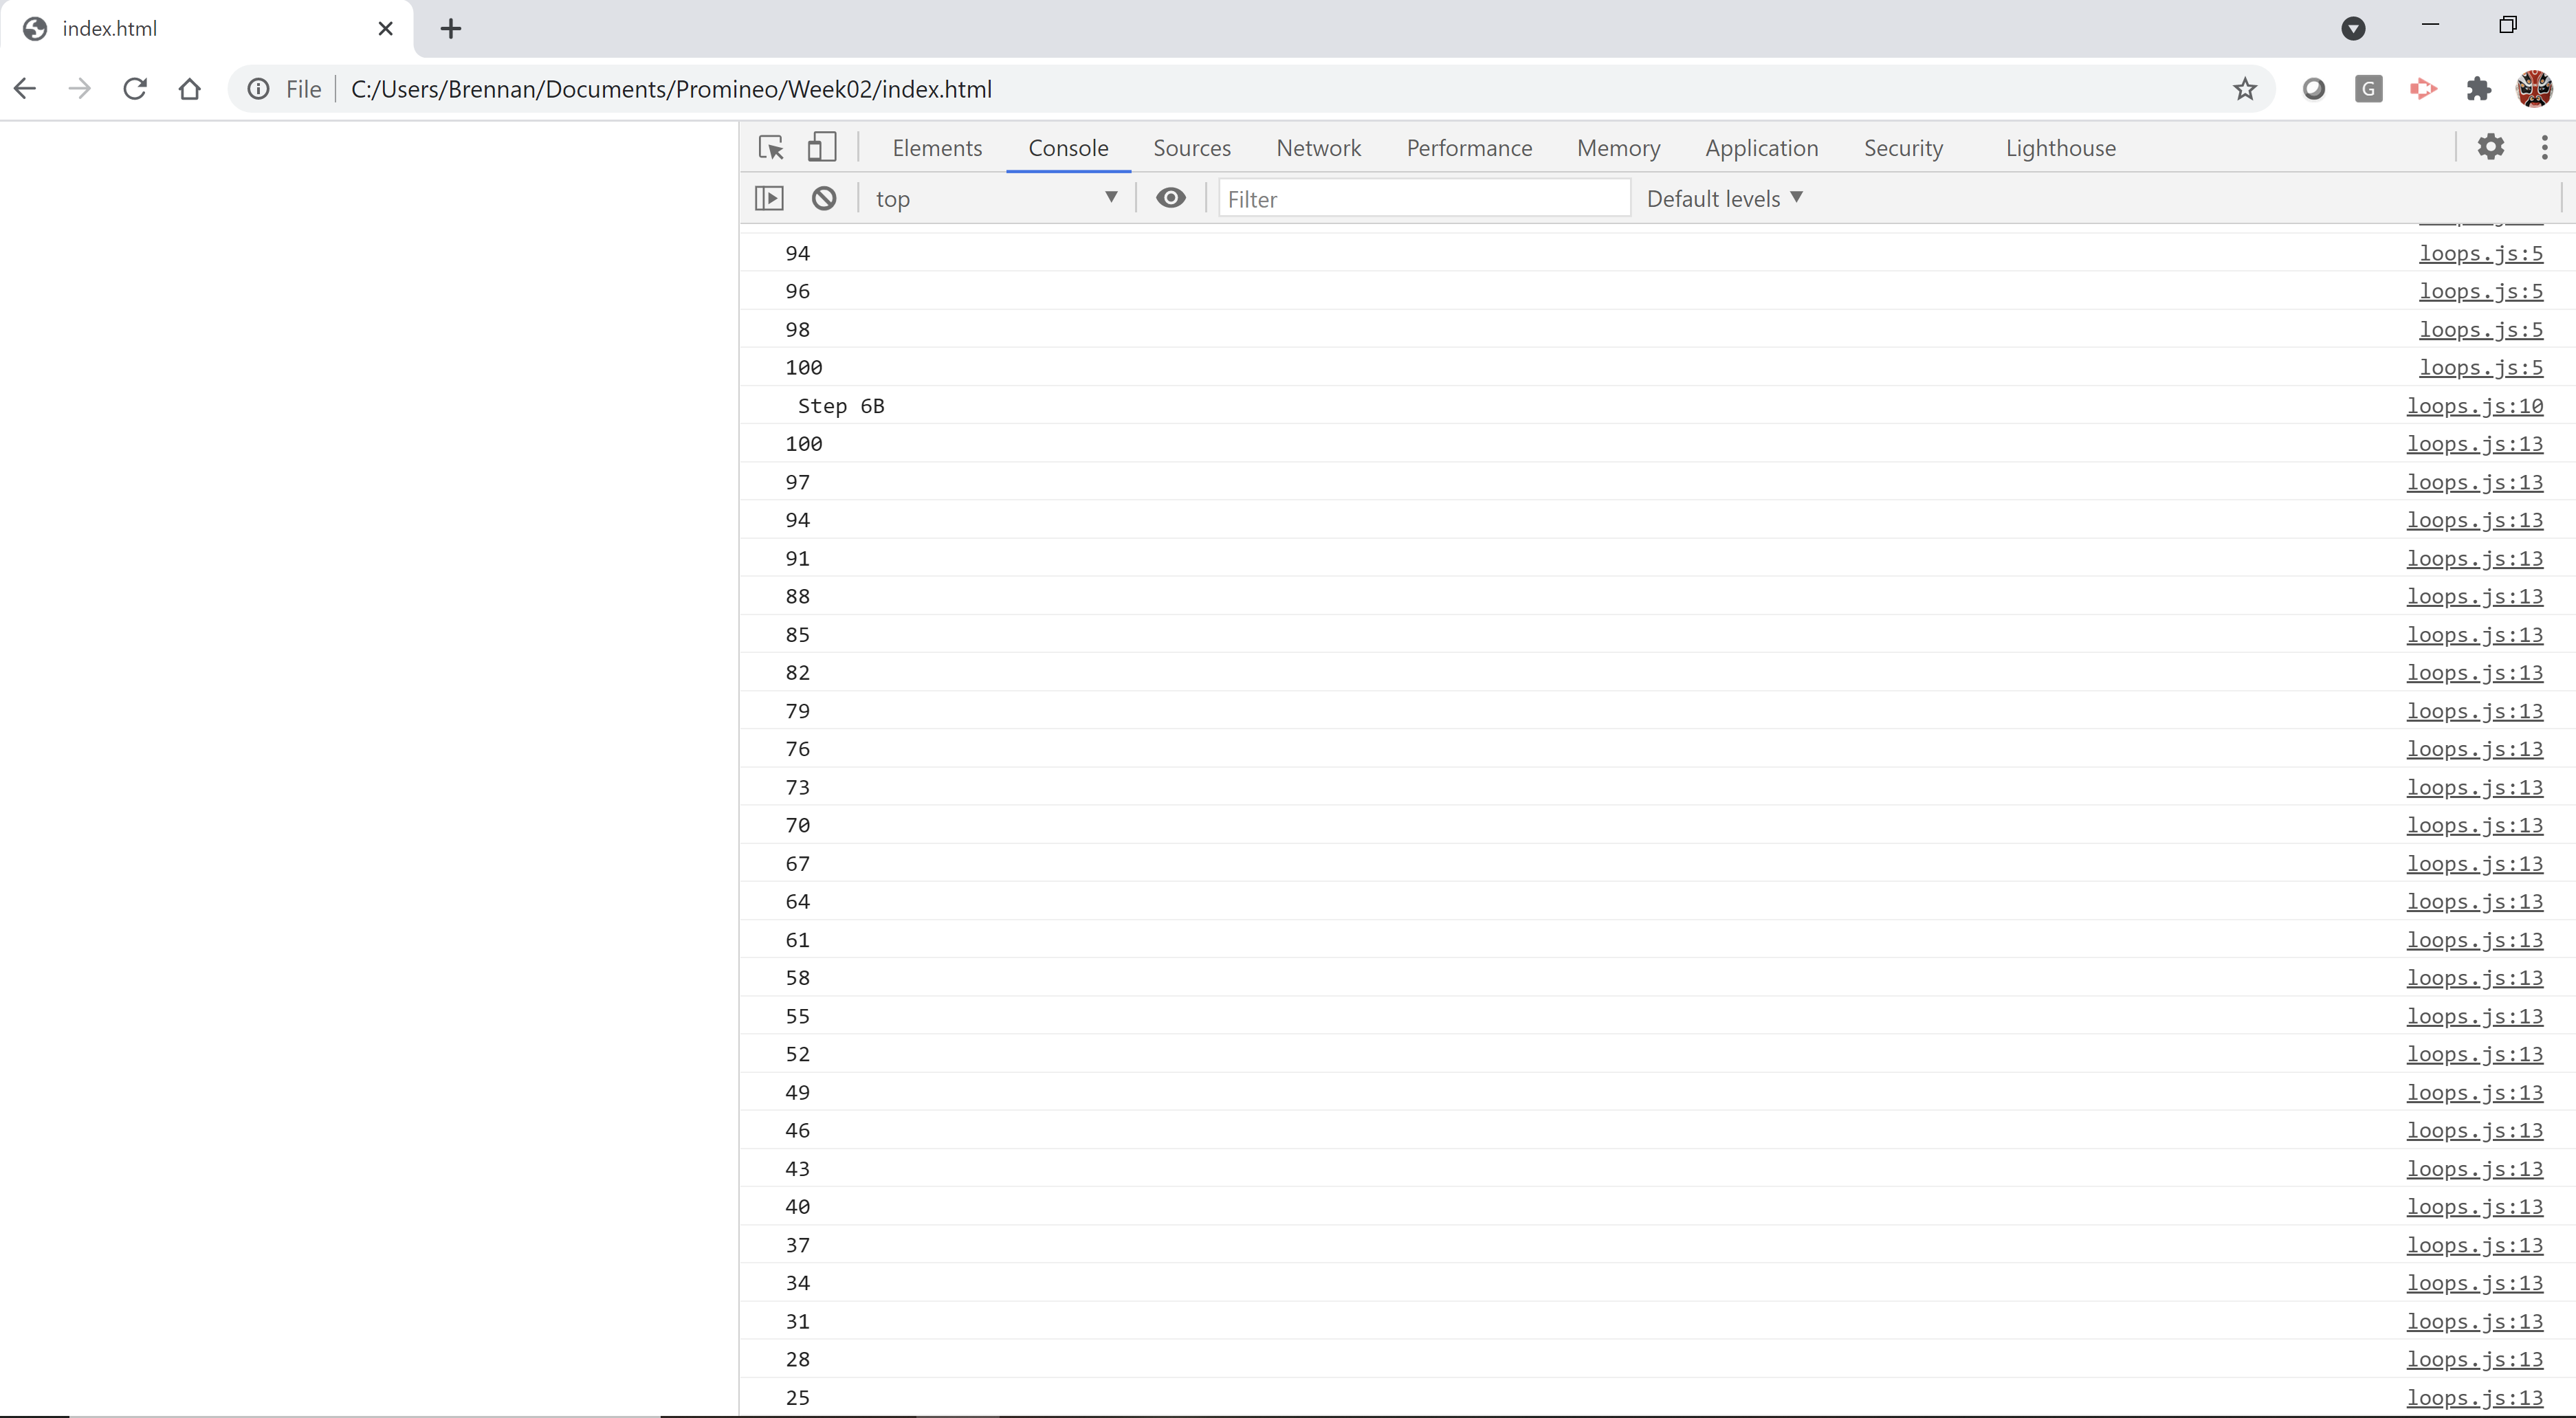 index.html
File C:/Users/Brennan/Documents/Promineo/Week02/index.html
G
Elements Console Sources Network Performance Memory Application Security Lighthouse
top Filter Default levels
94 loops.js:5
96 loops.js:5
98 loops.js:5
100 loops.js:5
Step 6B loops.js:10
100 loops.js:13
97 loops.js:13
94 loops.js:13
91 loops.js:13
88 loops.js:13
85 loops.js:13
82 loops.js:13
79 loops.js:13
76 loops.js:13
73 loops.js:13
70 loops.js:13
67 loops.js:13
64 loops.js:13
61 loops.js:13
58 loops.js:13
55 loops.js:13
52 loops.js:13
49 loops.js:13
46 loops.js:13
43 loops.js:13
40 loops.js:13
37 loops.js:13
34 loops.js:13
31 loops.js:13
28 loops.js:13
25 loops.js:13